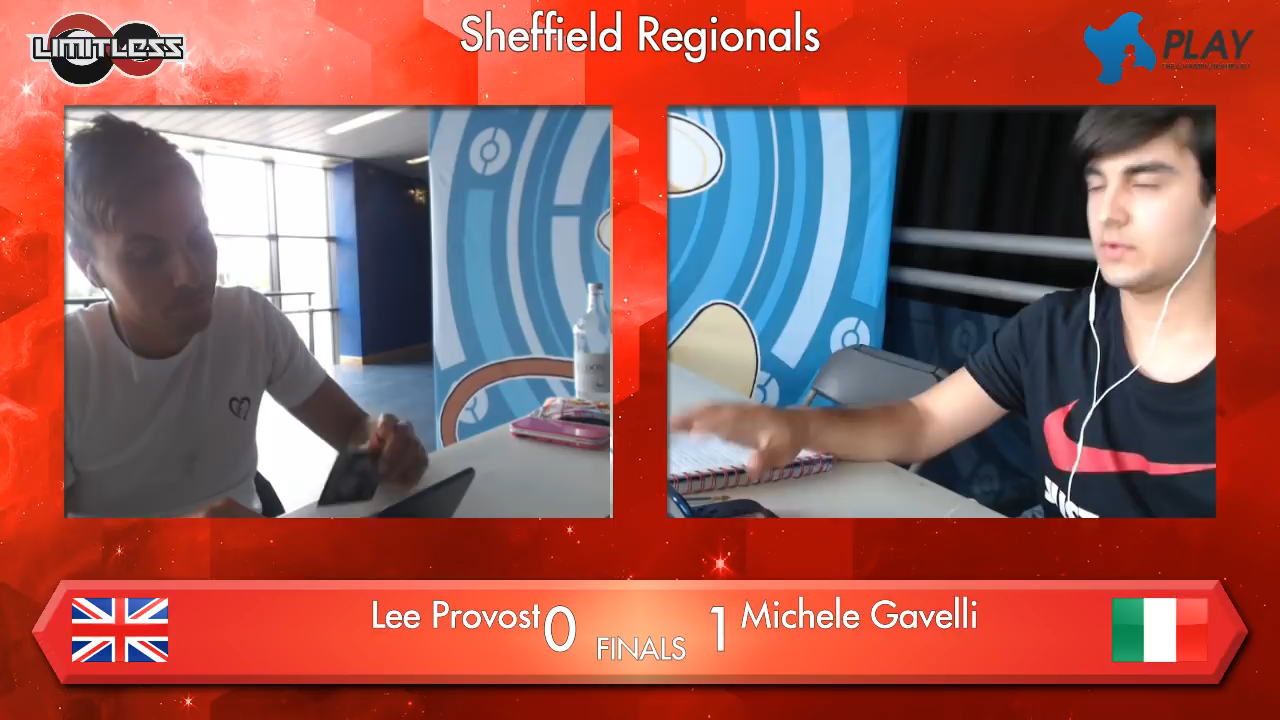 Sheffield Regionals
LIMITLESS
PLAY
Lee Provost 0
FINALS
1 Michele Gavelli